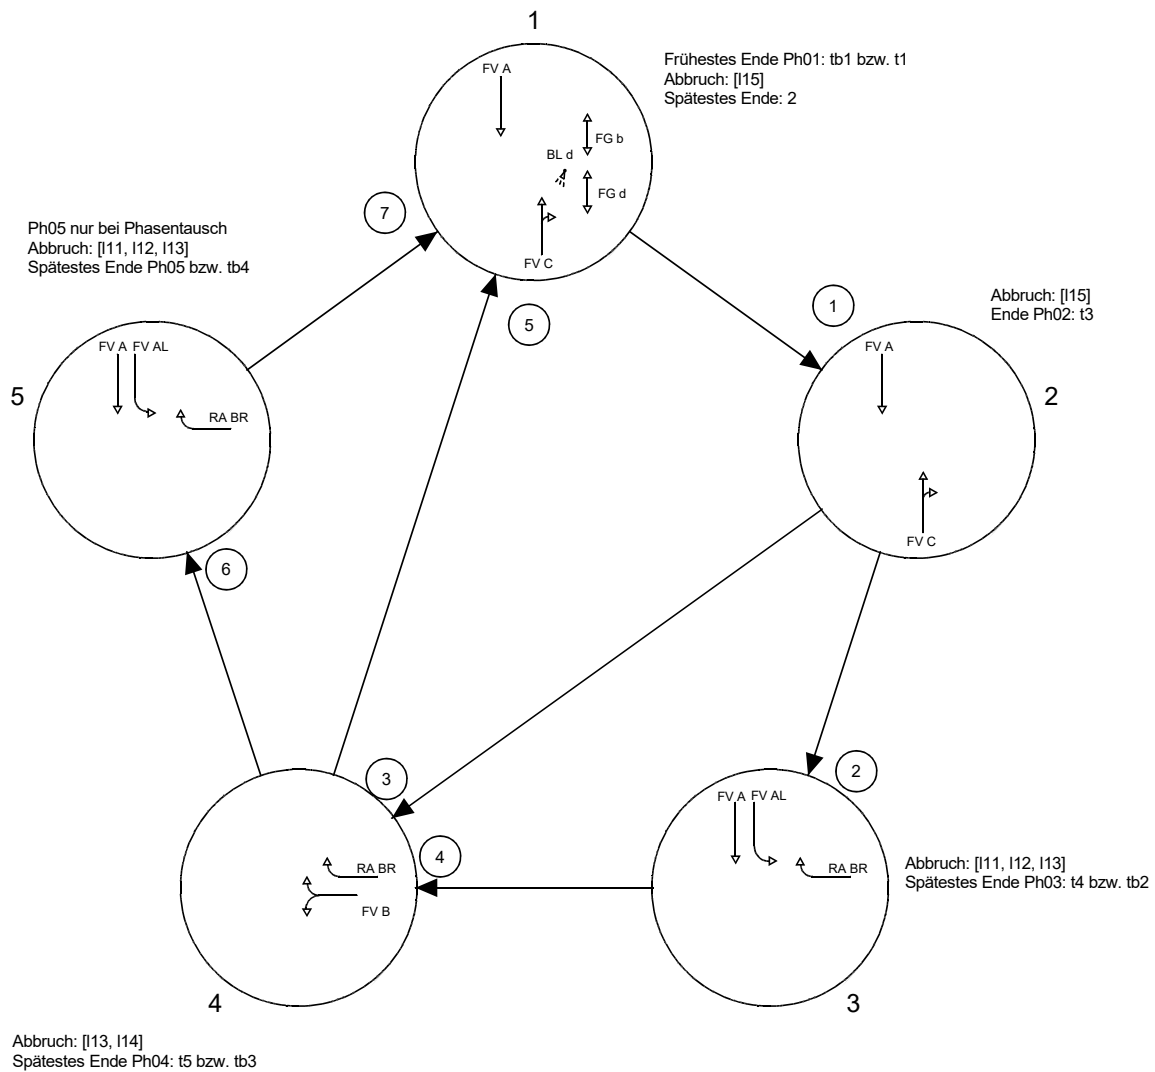 1
Frühestes Ende Ph01: tb1 bzw. t1
Abbruch: [I15]
Spätestes Ende: 2
FV A
FG b
BL d
FG d
FV C
7
Ph05 nur bei Phasentausch
Abbruch: [I11, I12, I13]
Spätestes Ende Ph05 bzw. tb4
5
1
Abbruch: [I15]
Ende Ph02: t3
FV A FV AL
RA BR
5
FV A
2
FV C
6
3
2
FV A FV AL
RA BR
4
RA BR
FV B
Abbruch: [I11, I12, I13]
Spätestes Ende Ph03: t4 bzw. tb2
4
3
Abbruch: [I13, I14]
Spätestes Ende Ph04: t5 bzw. tb3